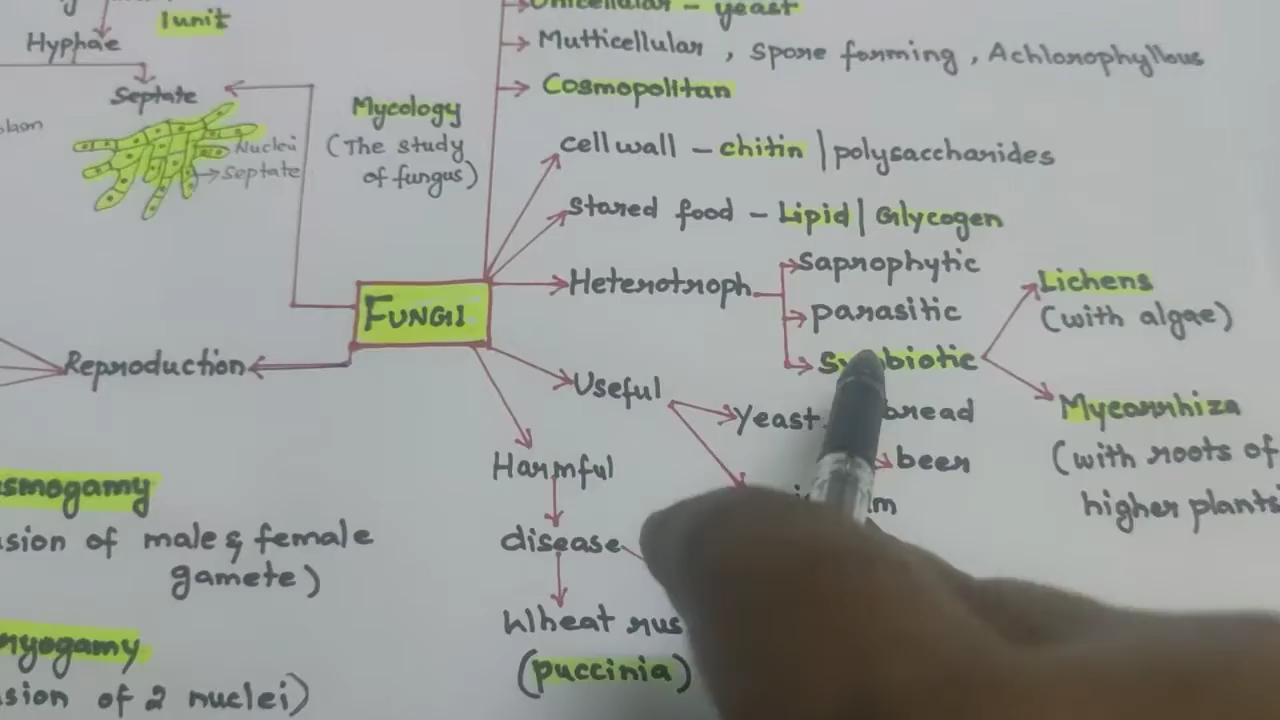 1unit
Hyphae
Septate
Nuclei
Septate
Mycology
(The study
of fungus)
Unicellular - yeast
Mutticellular, Spore forming, Achlorophyllous
Cosmopolitan
cell wall - chitin | polysaccharides
Stored food - Lipid | Glycogen
FUNGI
Heterotroph
saprophytic
parasitic
Symbiotic
Lichens
(with algae)
Mycorrhiza
(with roots of
higher plants
Reproduction
Useful
Yeast
bread
beer
Harmful
disease
Wheat rus
(puccinia)
smogamy
sion of male & female
gamete)
ryogamy
sion of 2 nuclei)